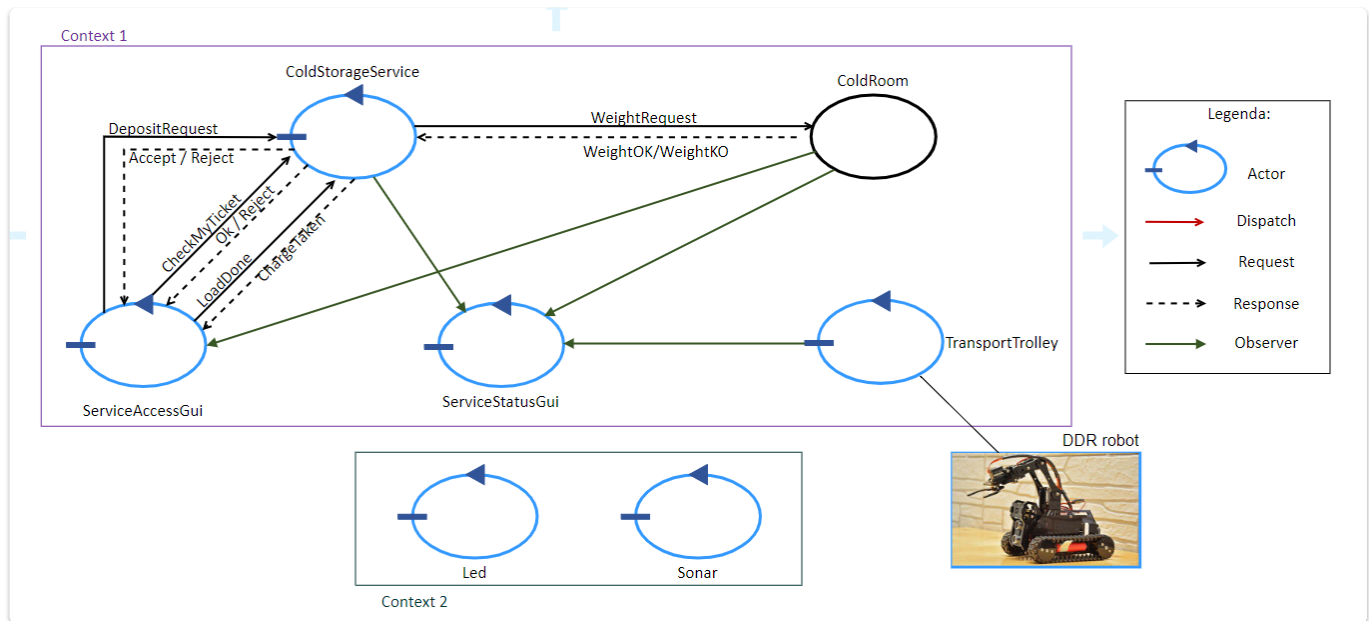 Context 1
ColdStorageService
ColdRoom
DepositRequest
Accept / Reject
WeightRequest
WeightOK/WeightKO
CheckMyTicket
Ok / Reject
LoadDone
ChargeTaken
ServiceAccessGui
ServiceStatusGui
TransportTrolley
DDR robot
Led
Sonar
Context 2
Legenda:
Actor
Dispatch
Request
Response
Observer